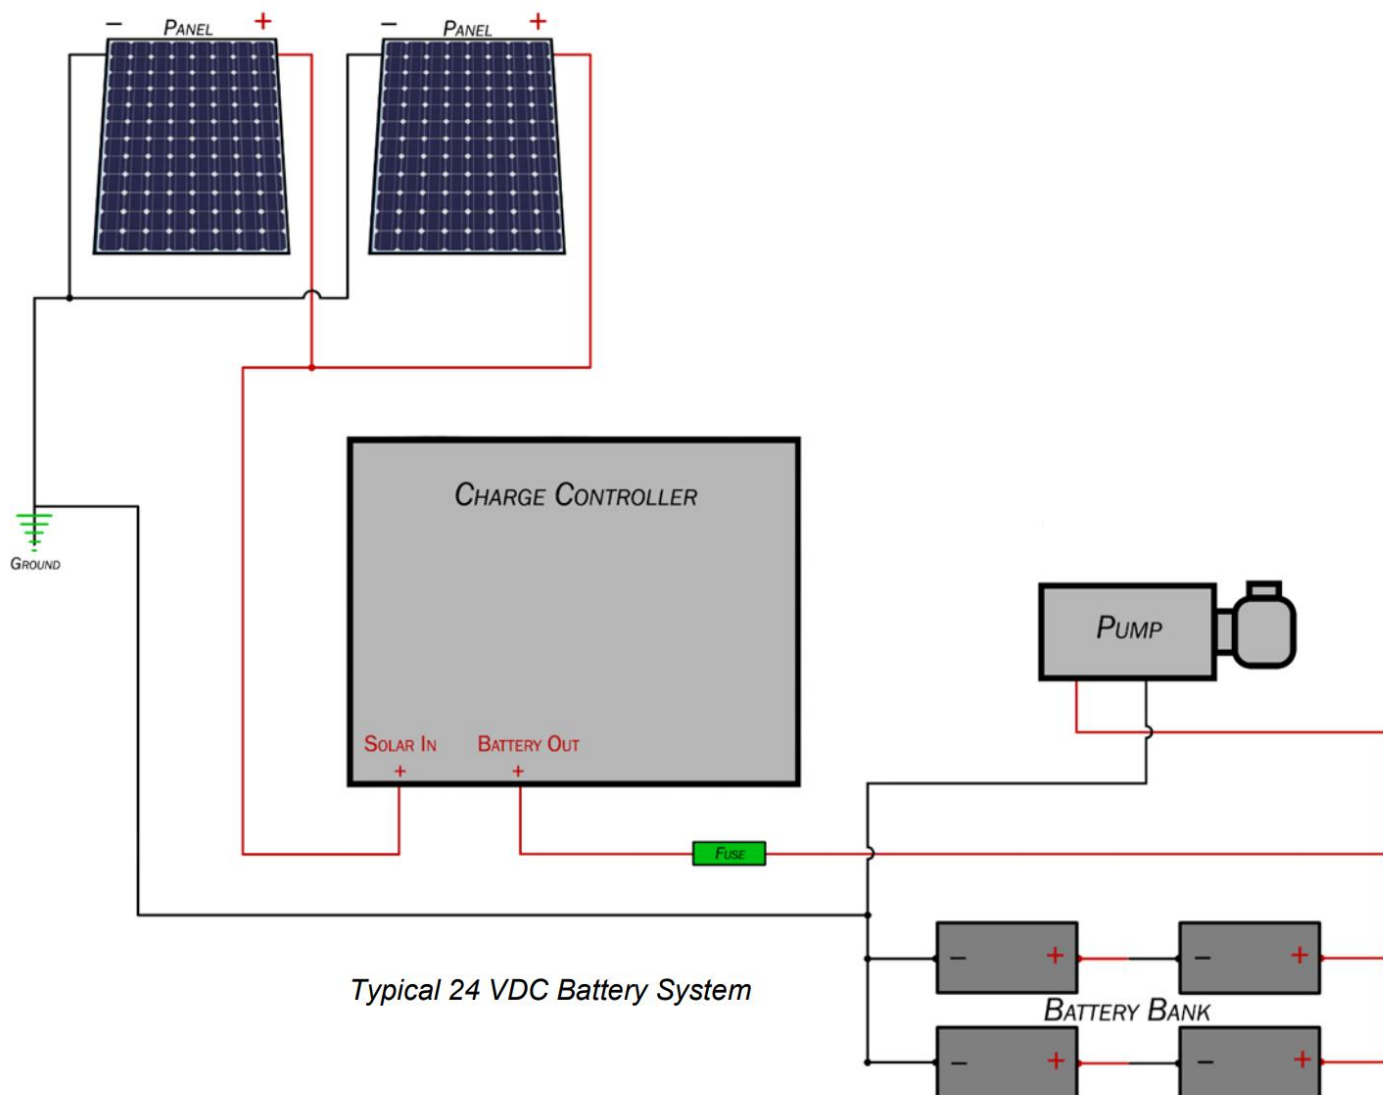 − PANEL +
− PANEL +
CHARGE CONTROLLER
GROUND
PUMP
SOLAR IN BATTERY OUT
+ +
FUSE
− + − +
Typical 24 VDC Battery System
BATTERY BANK
− + − +